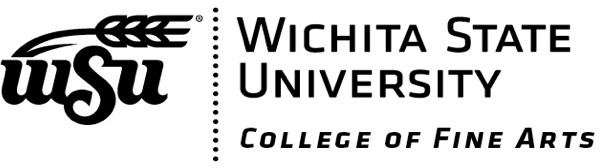 WSU®
WICHITA STATE
UNIVERSITY
COLLEGE OF FINE ARTS